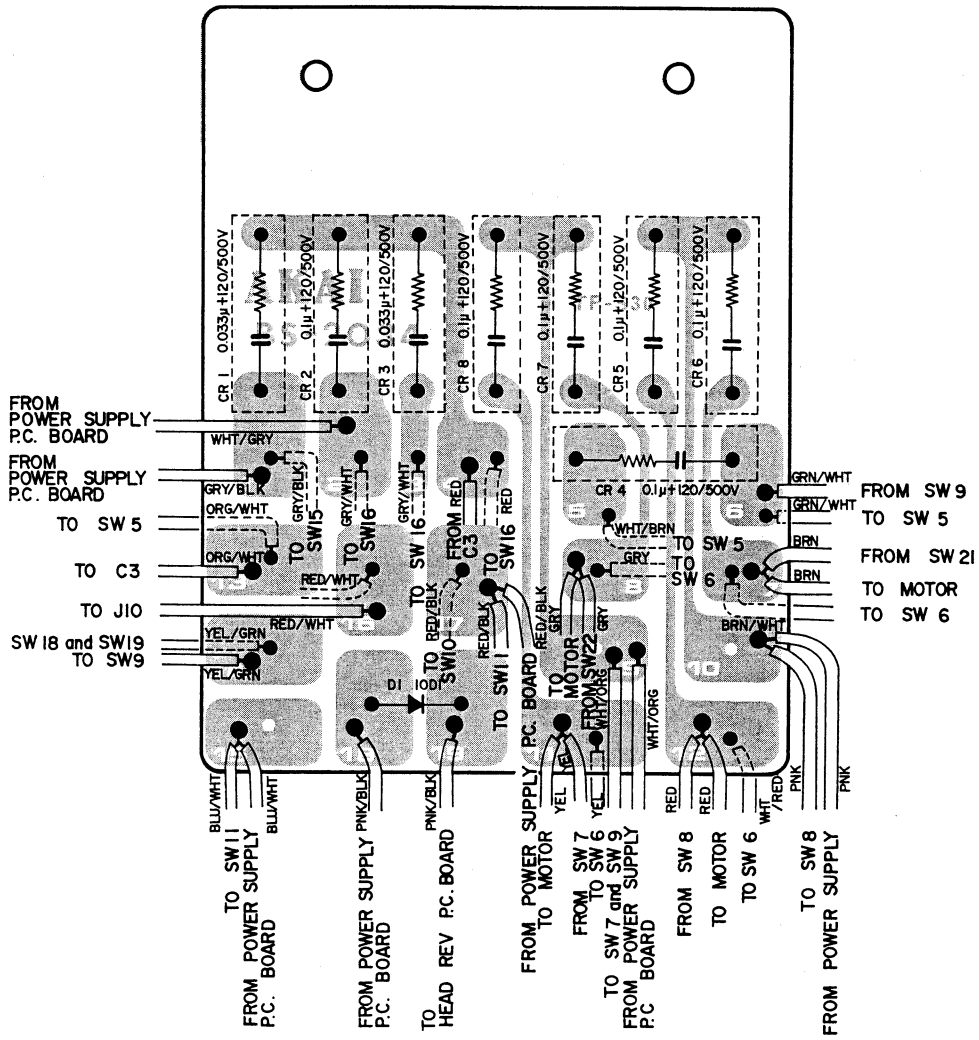 AKAI
CR 1 0.033μ+120/500V
CR 2 0.1μ+120/500V
CR 3 0.033μ+120/500V
CR 8 0.1μ+120/500V
CR 7 0.1μ+120/500V
CR 5 0.1μ+120/500V
CR 6 0.1μ+120/500V
CR 4 0.1μ+120/500V
FROM
POWER SUPPLY
P.C. BOARD
WHT/GRY
FROM
POWER SUPPLY
P.C. BOARD
GRY/BLK
ORG/WHT
TO SW 5
ORG/WHT
TO C3
TO J10
RED/WHT
RED/WHT
YEL/GRN
SW 18 and SW19
TO SW9
YEL/GRN
GRY/BLK
TO
SW15
GRY/WHT
TO
SW16
GRY/WHT
TO
SW 16
RED
FROM
C3
RED
TO
SW16
RED/BLK
TO
SW10
RED/BLK
TO
SW11
RED/BLK
FROM POWER SUPPLY P.C. BOARD
D1 10D1
5
6
8
10
WHT/BRN
TO SW 5
GRY
TO
SW 6
GRY
TO
MOTOR
GRY
FROM SW22
WHT/ORG
WHT/ORG
GRN/WHT
FROM SW 9
GRN/WHT
TO SW 5
BRN
FROM SW 21
BRN
TO MOTOR
TO SW 6
BRN/WHT
BLU/WHT
BLU/WHT
TO SW 11
FROM POWER SUPPLY
P.C. BOARD
PNK/BLK
FROM POWER SUPPLY
P.C. BOARD
PNK/BLK
TO
HEAD REV P.C. BOARD
YEL
YEL
YEL
TO MOTOR
FROM SW 7
TO SW 6
TO SW 7 and SW 9
FROM POWER SUPPLY
P.C BOARD
RED
RED
FROM SW 8
TO MOTOR
WHT/RED
TO SW 6
PNK
PNK
TO SW 8
FROM POWER SUPPLY